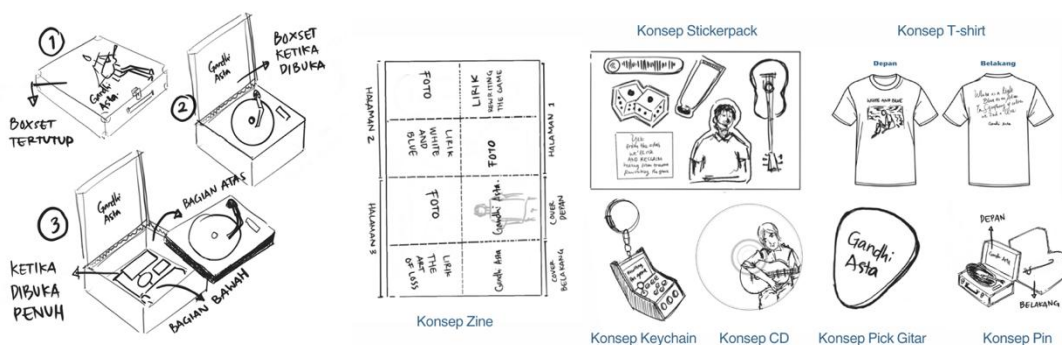 1
Gandhi
Asta.
BOXSET
TERTUTUP
2
Gandhi
Asta
BOXSET
KETIKA
DIBUKA
3
Gandhi
Asta
BAGIAN ATAS
KETIKA
DIBUKA
PENUH
BAGIAN BAWAH
HALAMAN 2
FOTO
LIRIK
WHITE
AND
BLUE
LIRIK
REWRITING
THE GAME
FOTO
HALAMAN 1
HALAMAN 3
FOTO
LIRIK
THE
ART
OF LOSS
Gandhi Asta.
Gandhi Asta
COVER
DEPAN
COVER
BELAKANG
Konsep Zine
Konsep Stickerpack
Konsep T-shirt
Depan
Belakang
WHITE AND BLUE
Gandhi Asta
Konsep Keychain
Konsep CD
Gandhi
Asta
Konsep Pick Gitar
DEPAN
Gandhi Asta
BELAKANG
Konsep Pin